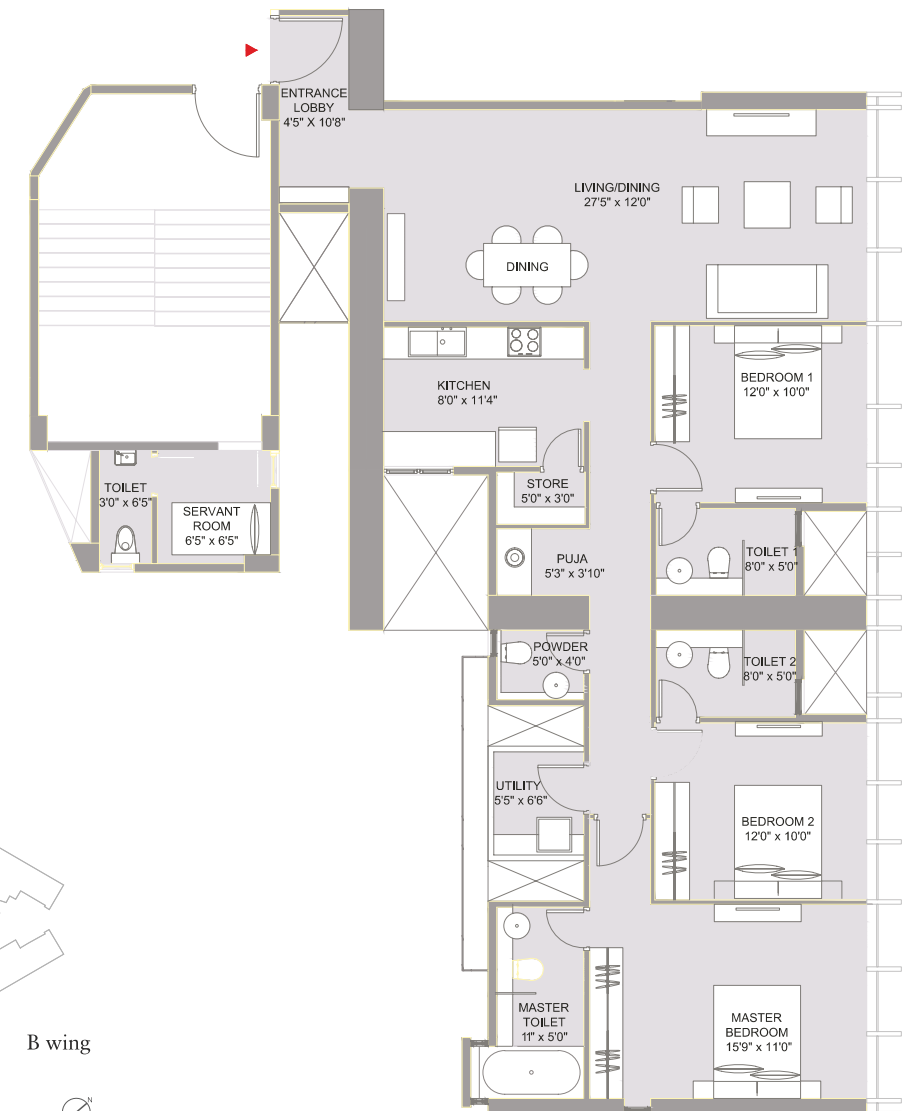 ENTRANCE
LOBBY
4'5" X 10'8"
LIVING/DINING
27'5" x 12'0"
DINING
KITCHEN
8'0" x 11'4"
BEDROOM 1
12'0" x 10'0"
TOILET
3'0" x 6'5"
SERVANT
ROOM
6'5" x 6'5"
STORE
5'0" x 3'0"
PUJA
5'3" x 3'10"
TOILET 1
8'0" x 5'0"
POWDER
5'0" x 4'0"
TOILET 2
8'0" x 5'0"
UTILITY
5'5" x 6'6"
BEDROOM 2
12'0" x 10'0"
MASTER
TOILET
11" x 5'0"
MASTER
BEDROOM
15'9" x 11'0"
B wing
N